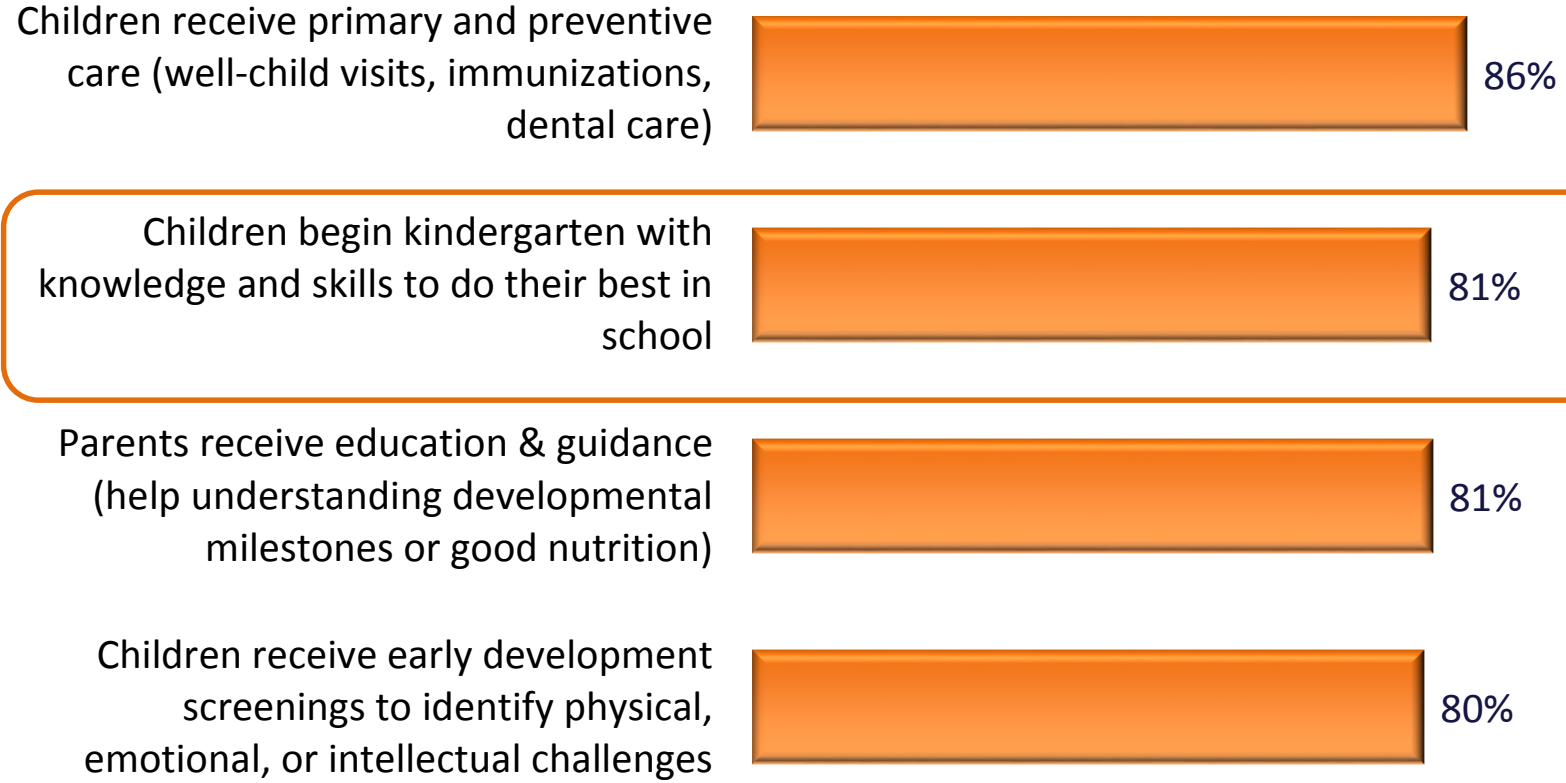 Children receive primary and preventive
care (well-child visits, immunizations,
dental care)
86%
Children begin kindergarten with
knowledge and skills to do their best in
school
81%
Parents receive education & guidance
(help understanding developmental
milestones or good nutrition)
81%
Children receive early development
screenings to identify physical,
emotional, or intellectual challenges
80%